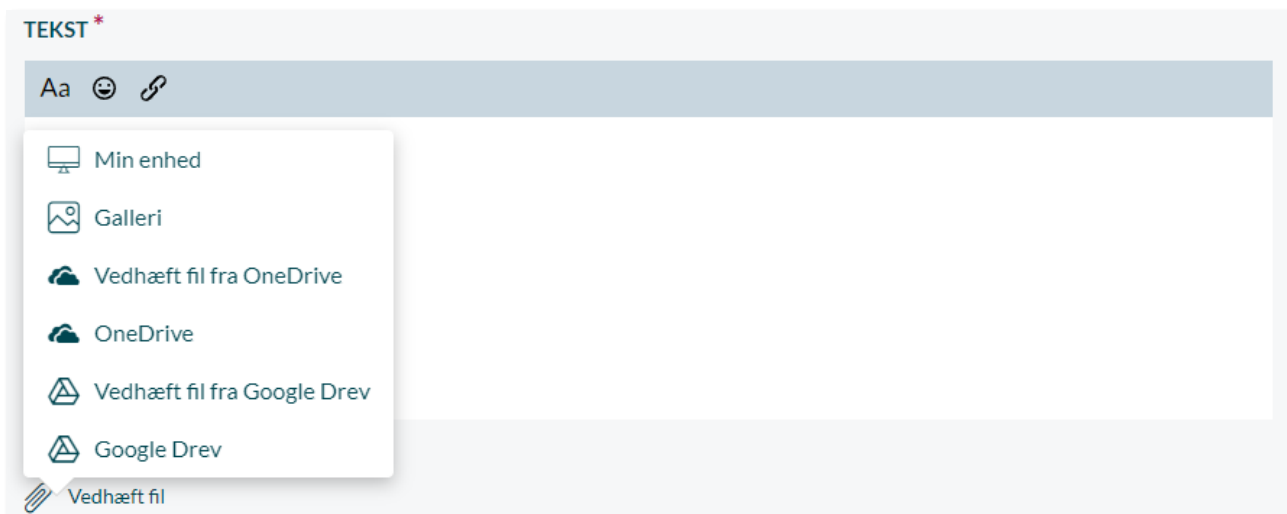 TEKST*
Aa
Min enhed
Galleri
Vedhæft fil fra OneDrive
OneDrive
Vedhæft fil fra Google Drev
Google Drev
Vedhæft fil